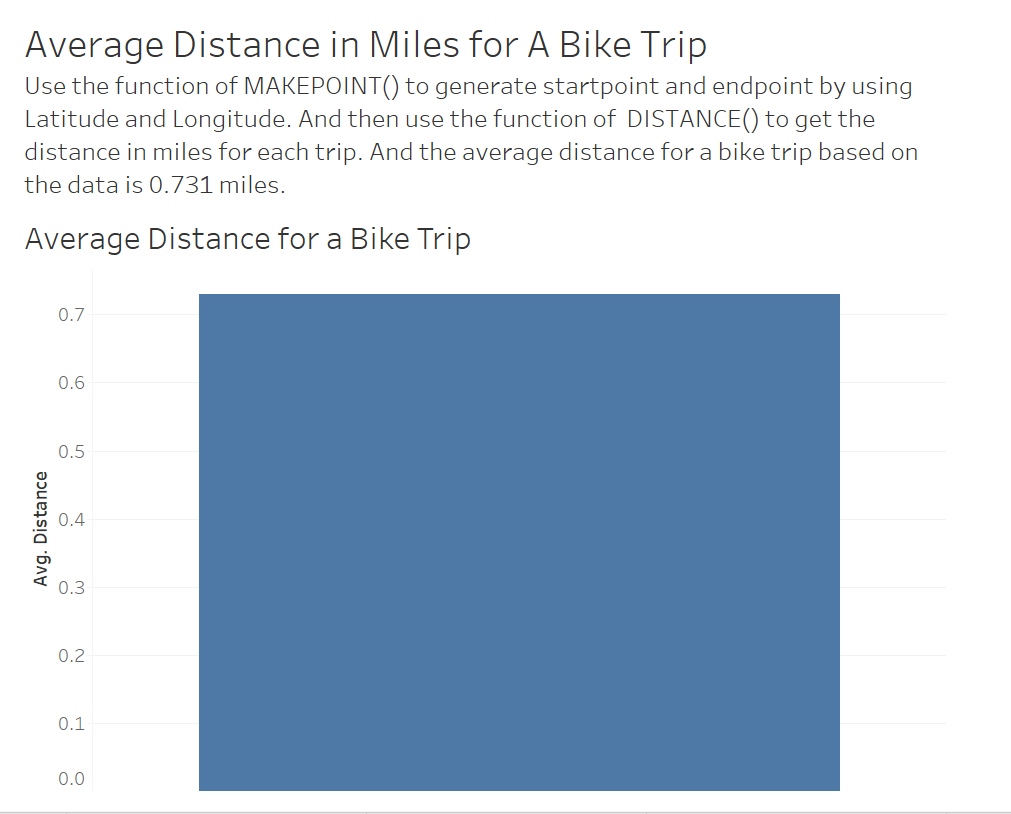 Average Distance in Miles for A Bike Trip
Use the function of MAKEPOINT() to generate startpoint and endpoint by using
Latitude and Longitude. And then use the function of  DISTANCE() to get the
distance in miles for each trip. And the average distance for a bike trip based on
the data is 0.731 miles.
Average Distance for a Bike Trip
Avg. Distance
0.7
0.6
0.5
0.4
0.3
0.2
0.1
0.0